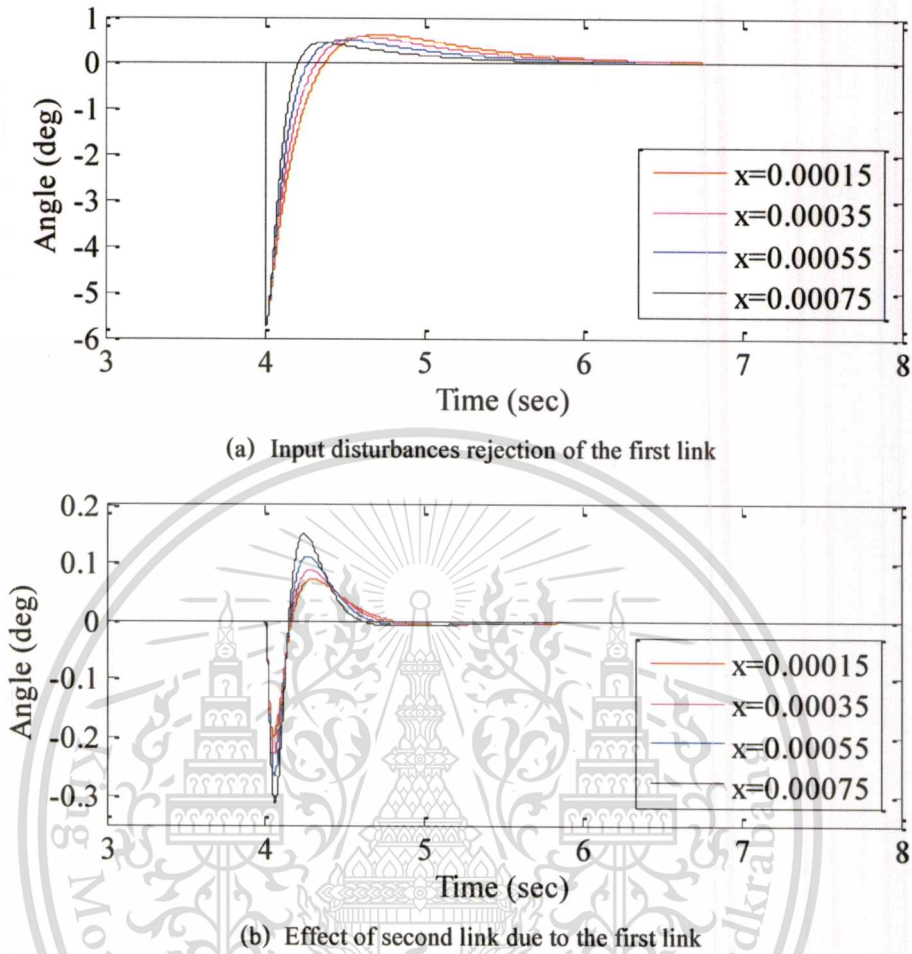 1
0
-1
-2
-3
-4
-5
-6
Angle (deg)
x=0.00015
x=0.00035
x=0.00055
x=0.00075
3 4 5 6 7 8
Time (sec)
(a) Input disturbances rejection of the first link
0.2
0.1
0
-0.1
-0.2
-0.3
Angle (deg)
x=0.00015
x=0.00035
x=0.00055
x=0.00075
3 4 5 6 7 8
Time (sec)
(b) Effect of second link due to the first link
King Mo
dkrabang